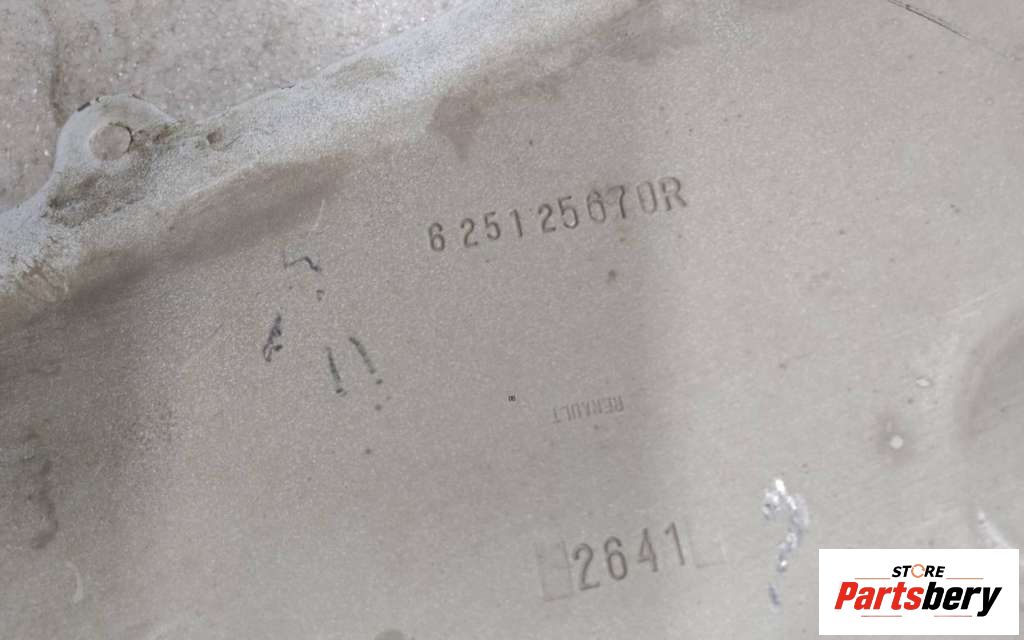 625125670R
RENAULT
2641
STORE
Partsbery